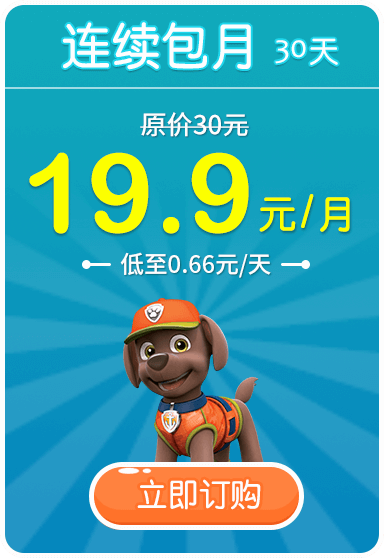 连续包月 30天
原价30元
19.9元/月
低至0.66元/天
立即订购